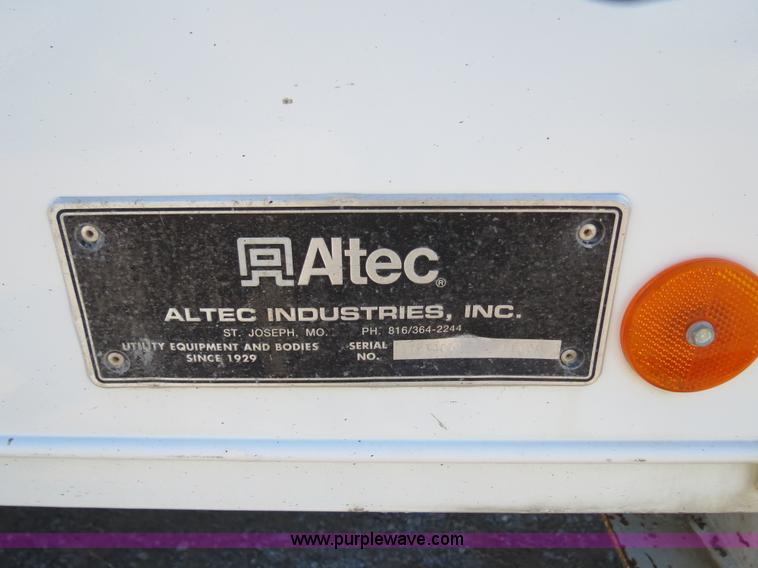 Altec®
ALTEC INDUSTRIES, INC.
ST. JOSEPH, MO. PH. 816/364-2244
UTILITY EQUIPMENT AND BODIES SERIAL
SINCE 1929 NO.
www.purplewave.com